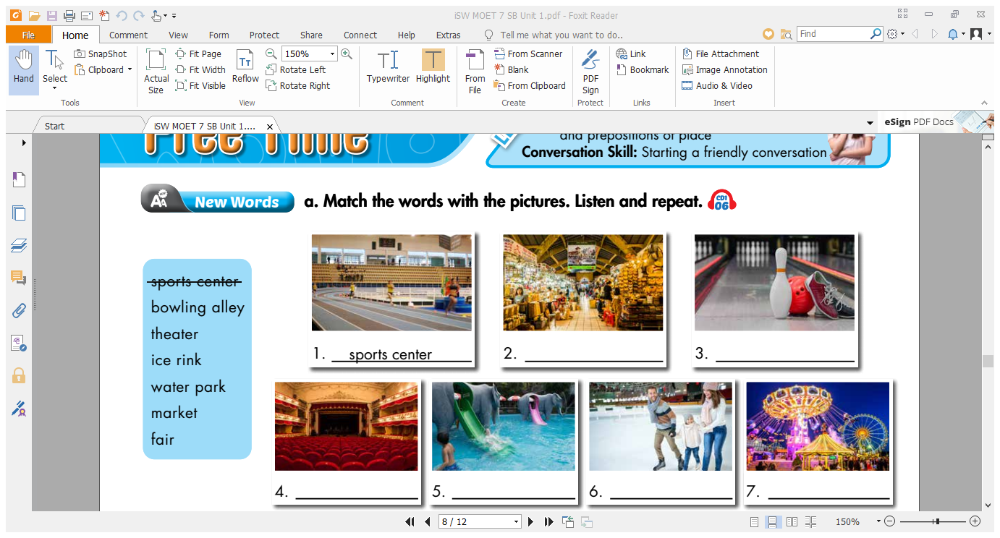 iSW MOET 7 SB Unit 1.pdf - Foxit Reader
File Home Comment View Form Protect Share Connect Help Extras Tell me what you want to do.. Find
Hand
Select
SnapShot
Clipboard
Tools
Actual Size
Fit Page
Fit Width
Fit Visible
Reflow
150%
Rotate Left
Rotate Right
View
Typewriter
Highlight
Comment
From File
From Scanner
Blank
From Clipboard
Create
PDF Sign
Protect
Link
Bookmark
Links
File Attachment
Image Annotation
Audio & Video
Insert
Start
iSW MOET 7 SB Unit 1....
eSign PDF Docs
Free Time
and prepositions of place
Conversation Skill: Starting a friendly conversation
New Words
a. Match the words with the pictures. Listen and repeat.
CD1
06
sports center
bowling alley
theater
ice rink
water park
market
fair
1. sports center
2.
3.
4.
5.
6.
7.
8 / 12
150%